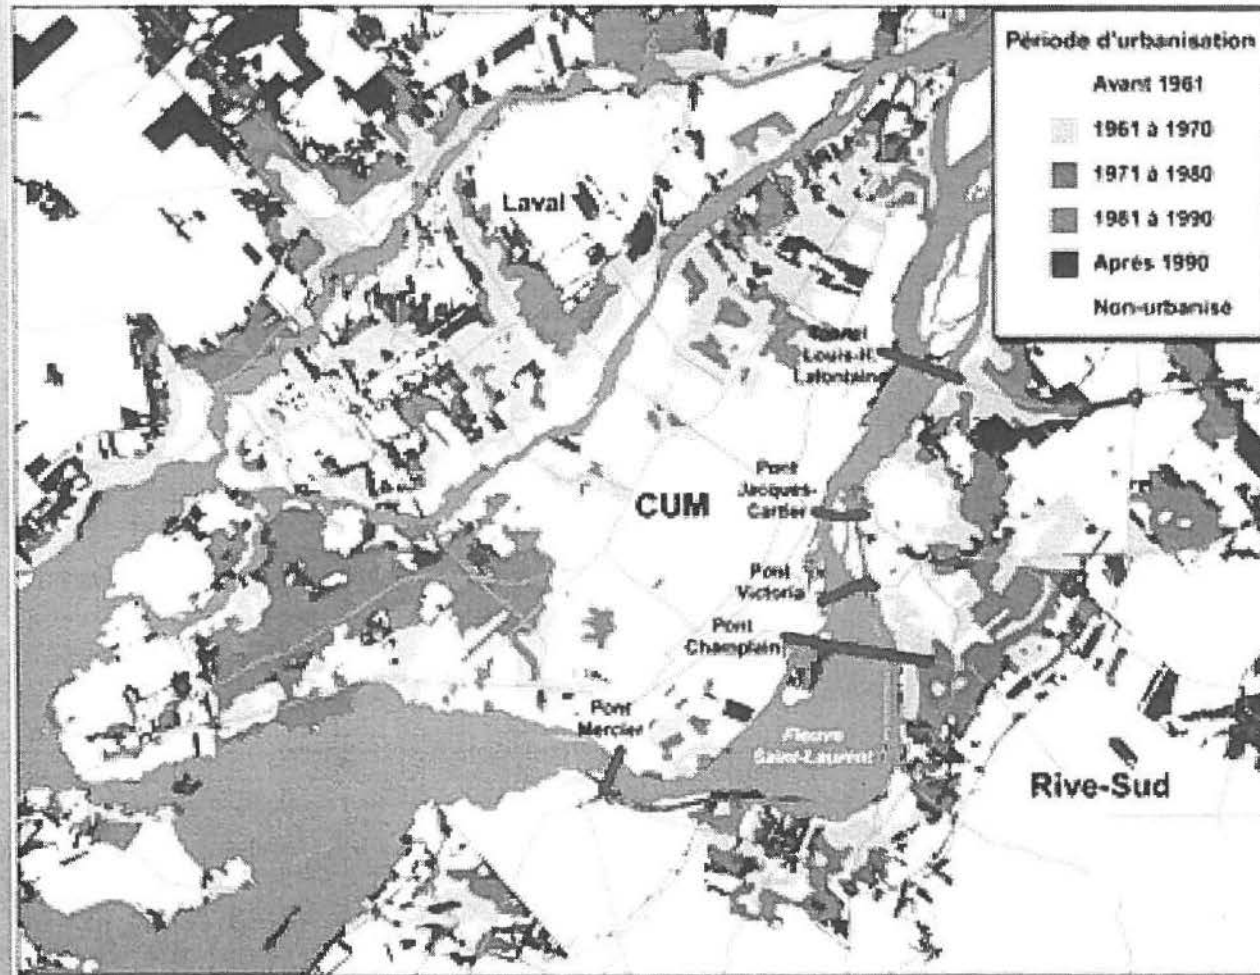 Période d'urbanisation
Avant 1961
1961 à 1970
1971 à 1980
1981 à 1990
Après 1990
Non-urbanisé
Laval
Tunnel
Louis-H.
Lafontaine
CUM
Pont
Jacques-
Cartier
Pont
Victoria
Pont
Champlain
Pont
Mercier
Fleuve
Saint-Laurent
Rive-Sud